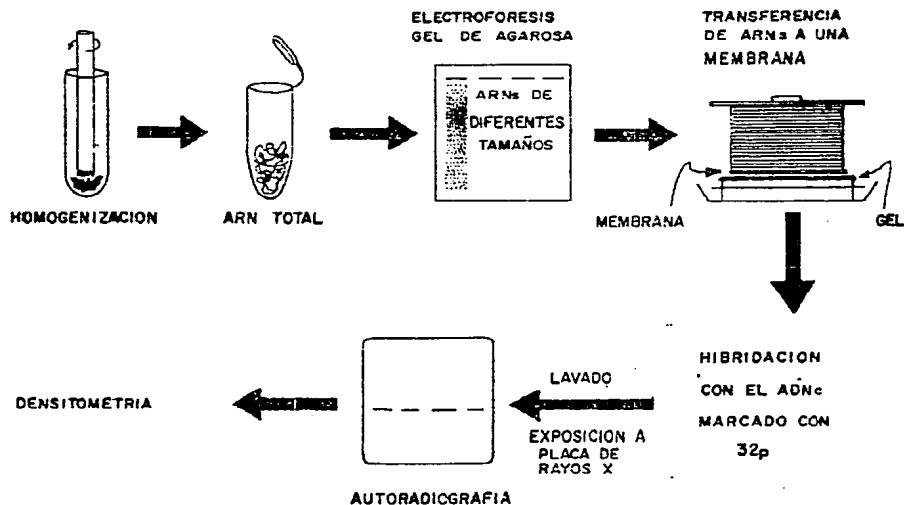 ELECTROFORESIS
GEL DE AGAROSA
TRANSFERENCIA
DE ARNs A UNA
MEMBRANA
ARNs DE
DIFERENTES
TAMAÑOS
HOMOGENIZACION
ARN TOTAL
MEMBRANA
GEL
HIBRIDACION
CON EL ADNc
MARCADO CON
32p
LAVADO
EXPOSICION A
PLACA DE
RAYOS X
AUTORADIOGRAFIA
DENSITOMETRIA